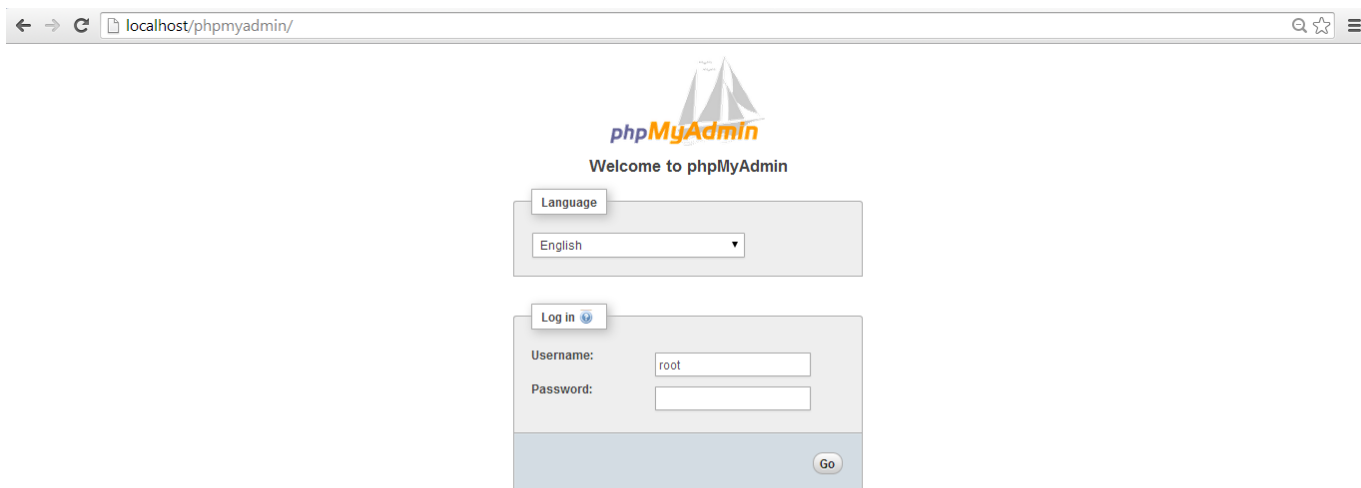 localhost/phpmyadmin/
phpMyAdmin
Welcome to phpMyAdmin
Language
English
Log in
Username:
root
Password:
Go